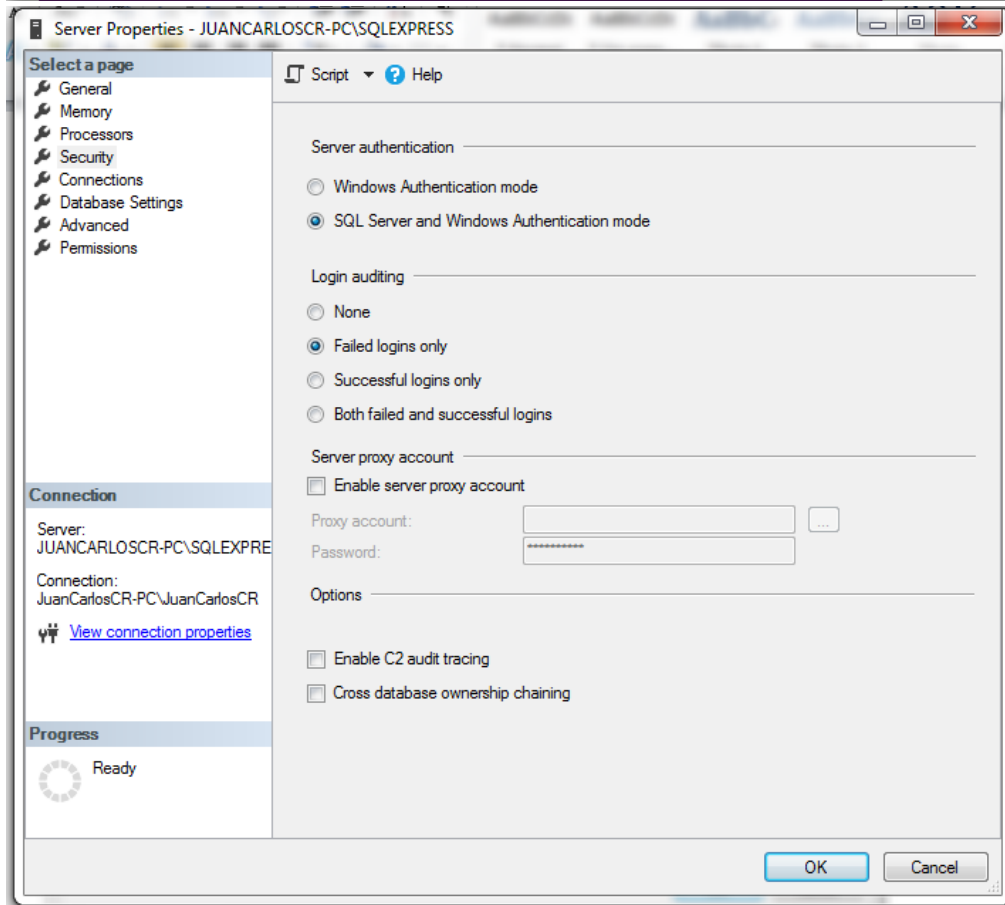 Server Properties - JUANCARLOSCR-PC\SQLEXPRESS
Select a page
General
Memory
Processors
Security
Connections
Database Settings
Advanced
Permissions
Connection
Server:
JUANCARLOSCR-PC\SQLEXPRE
Connection:
JuanCarlosCR-PC\JuanCarlosCR
View connection properties
Progress
Ready
Script
Help
Server authentication
Windows Authentication mode
SQL Server and Windows Authentication mode
Login auditing
None
Failed logins only
Successful logins only
Both failed and successful logins
Server proxy account
Enable server proxy account
Proxy account:
...
Password:
**********
Options
Enable C2 audit tracing
Cross database ownership chaining
OK
Cancel